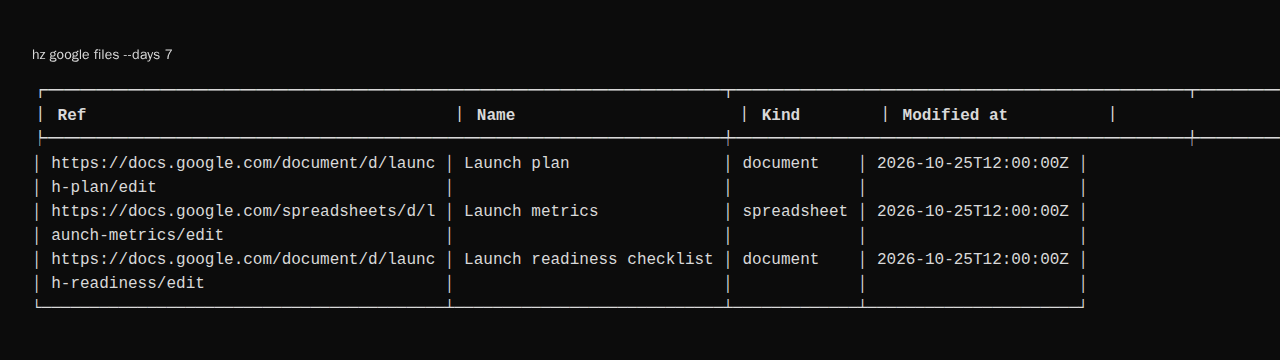 hz google files --days 7
Ref Name Kind Modified at
https://docs.google.com/document/d/launc Launch plan document 2026-10-25T12:00:00Z
h-plan/edit
https://docs.google.com/spreadsheets/d/l Launch metrics spreadsheet 2026-10-25T12:00:00Z
aunch-metrics/edit
https://docs.google.com/document/d/launc Launch readiness checklist document 2026-10-25T12:00:00Z
h-readiness/edit